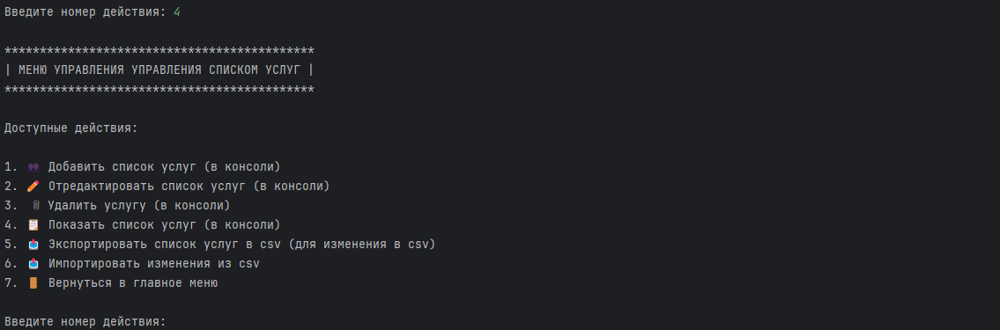 Введите номер действия: 4
********************************************
| МЕНЮ УПРАВЛЕНИЯ УПРАВЛЕНИЯ СПИСКОМ УСЛУГ |
********************************************
Доступные действия:
1. 👥 Добавить список услуг (в консоли)
2. ✏️ Отредактировать список услуг (в консоли)
3. 🗑 Удалить услугу (в консоли)
4. 📋 Показать список услуг (в консоли)
5. 📤 Экспортировать список услуг в csv (для изменения в csv)
6. 📤 Импортировать изменения из csv
7. 🚪 Вернуться в главное меню
Введите номер действия: